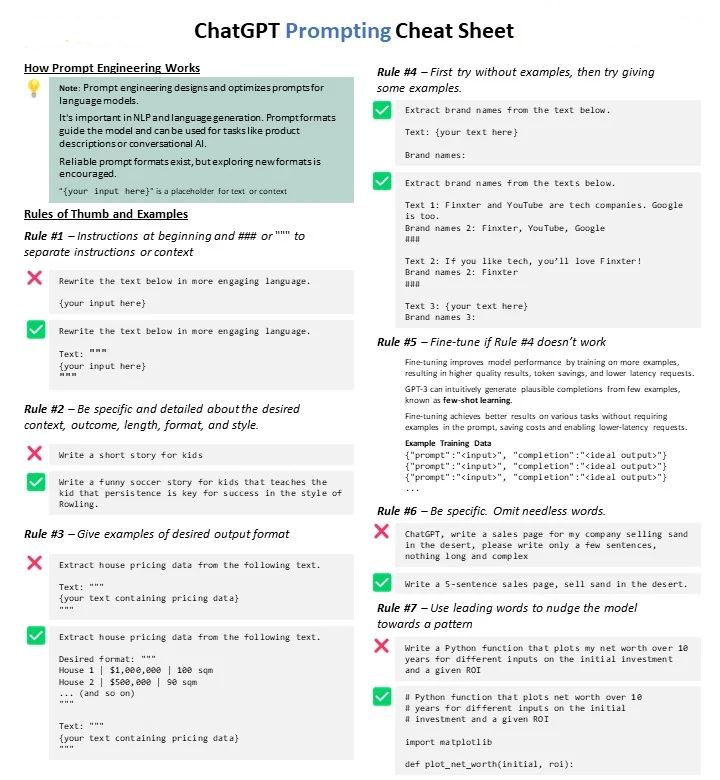 ChatGPT Prompting Cheat Sheet
How Prompt Engineering Works
Note: Prompt engineering designs and optimizes prompts for
language models.
It's important in NLP and language generation. Prompt formats
guide the model and can be used for tasks like product
descriptions or conversational AI.
Reliable prompt formats exist, but exploring new formats is
encouraged.
"{your input here}" is a placeholder for text or context
Rules of Thumb and Examples
Rule #1 – Instructions at beginning and ### or """ to
separate instructions or context
Rewrite the text below in more engaging language.
{your input here}
Rewrite the text below in more engaging language.
Text: """
{your input here}
"""
Rule #2 – Be specific and detailed about the desired
context, outcome, length, format, and style.
Write a short story for kids
Write a funny soccer story for kids that teaches the
kid that persistence is key for success in the style of
Rowling.
Rule #3 – Give examples of desired output format
Extract house pricing data from the following text.
Text: """
{your text containing pricing data}
"""
Extract house pricing data from the following text.
Desired format: """
House 1 | $1,000,000 | 100 sqm
House 2 | $500,000 | 90 sqm
... (and so on)
"""
Text: """
{your text containing pricing data}
"""
Rule #4 – First try without examples, then try giving
some examples.
Extract brand names from the text below.
Text: {your text here}
Brand names:
Extract brand names from the texts below.
Text 1: Finxter and YouTube are tech companies. Google
is too.
Brand names 2: Finxter, YouTube, Google
###
Text 2: If you like tech, you'll love Finxter!
Brand names 2: Finxter
###
Text 3: {your text here}
Brand names 3:
Rule #5 – Fine-tune if Rule #4 doesn't work
Fine-tuning improves model performance by training on more examples,
resulting in higher quality results, token savings, and lower latency requests.
GPT-3 can intuitively generate plausible completions from few examples,
known as few-shot learning.
Fine-tuning achieves better results on various tasks without requiring
examples in the prompt, saving costs and enabling lower-latency requests.
Example Training Data
{"prompt":"<input>", "completion":"<ideal output>"}
{"prompt":"<input>", "completion":"<ideal output>"}
{"prompt":"<input>", "completion":"<ideal output>"}
...
Rule #6 – Be specific. Omit needless words.
ChatGPT, write a sales page for my company selling sand
in the desert, please write only a few sentences,
nothing long and complex
Write a 5-sentence sales page, sell sand in the desert.
Rule #7 – Use leading words to nudge the model
towards a pattern
Write a Python function that plots my net worth over 10
years for different inputs on the initial investment
and a given ROI
# Python function that plots net worth over 10
# years for different inputs on the initial
# investment and a given ROI
import matplotlib
def plot_net_worth(initial, roi):